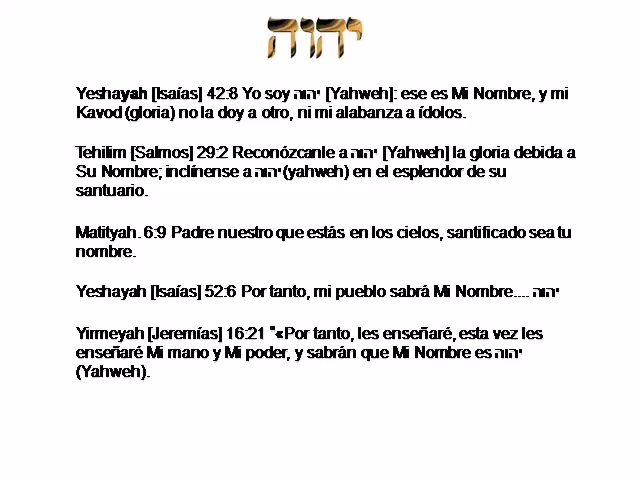 יהוה
Yeshayah [Isaías] 42:8 Yo soy יהוה [Yahweh]: ese es Mi Nombre, y mi
Kavod (gloria) no la doy a otro, ni mi alabanza a ídolos.
Tehilim [Salmos] 29:2 Reconózcanle a יהוה [Yahweh] la gloria debida a
Su Nombre; inclínense a יהוה (yahweh) en el esplendor de su
santuario.
Matityah. 6:9 Padre nuestro que estás en los cielos, santificado sea tu
nombre.
Yeshayah [Isaías] 52:6 Por tanto, mi pueblo sabrá Mi Nombre.... יהוה
Yirmeyah [Jeremías] 16:21 "«Por tanto, les enseñaré, esta vez les
enseñaré Mi mano y Mi poder, y sabrán que Mi Nombre es יהוה
(Yahweh).